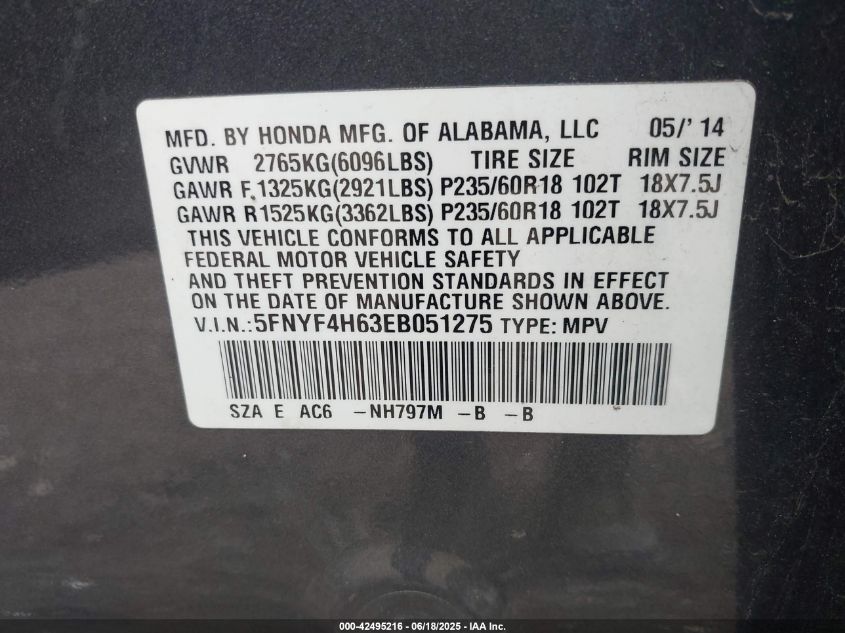 MFD. BY HONDA MFG. OF ALABAMA, LLC 05/'14
GVWR 2765KG(6096LBS) TIRE SIZE RIM SIZE
GAWR F 1325KG(2921LBS) P235/60R18 102T 18X7.5J
GAWR R1525KG(3362LBS) P235/60R18 102T 18X7.5J
THIS VEHICLE CONFORMS TO ALL APPLICABLE
FEDERAL MOTOR VEHICLE SAFETY
AND THEFT PREVENTION STANDARDS IN EFFECT
ON THE DATE OF MANUFACTURE SHOWN ABOVE.
V.I.N.:5FNYF4H63EB051275 TYPE: MPV
SZA E AC6 -NH797M -B -B
000-42495216 - 06/18/2025 - IAA Inc.